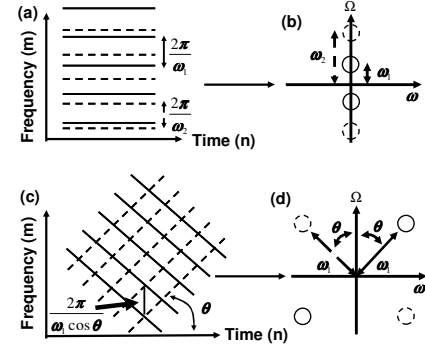 (a)
Frequency (m)
2π
ω₁
2π
ω₂
Time (n)
(b)
Ω
ω₂
ω₁
ω
(c)
Frequency (m)
2π
ω₁ cos θ
θ
Time (n)
(d)
Ω
θ θ
ω₁ ω₁
ω